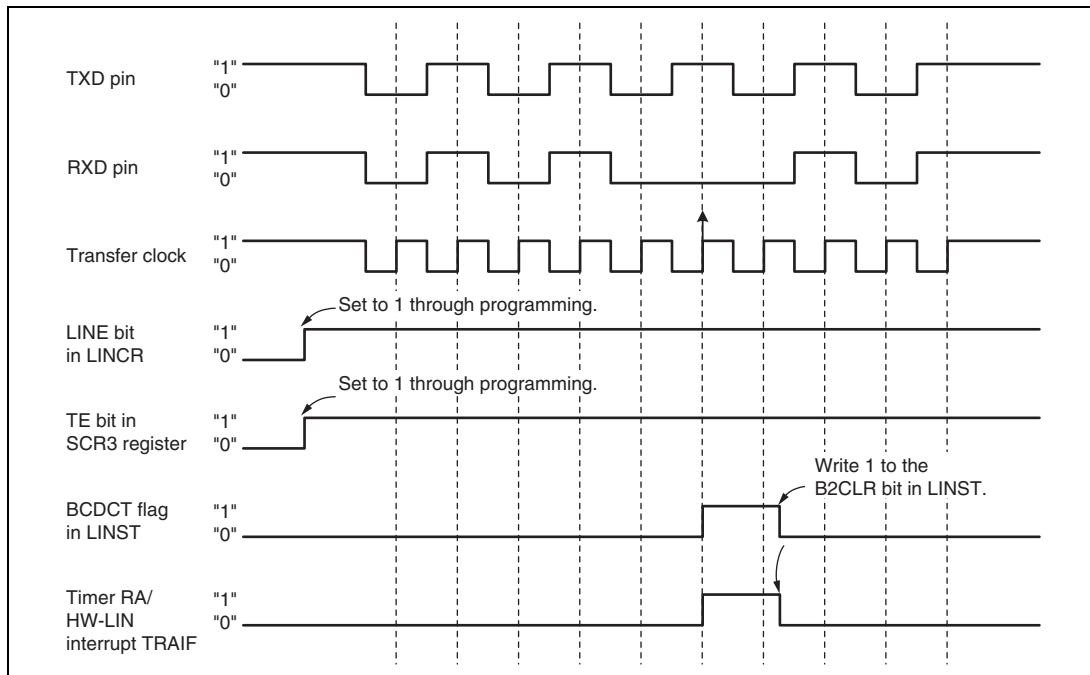 TXD pin
"1"
"0"
RXD pin
"1"
"0"
Transfer clock
"1"
"0"
Set to 1 through programming.
LINE bit
in LINCR
"1"
"0"
Set to 1 through programming.
TE bit in
SCR3 register
"1"
"0"
Write 1 to the
B2CLR bit in LINST.
BCDCT flag
in LINST
"1"
"0"
Timer RA/
HW-LIN
interrupt TRAIF
"1"
"0"